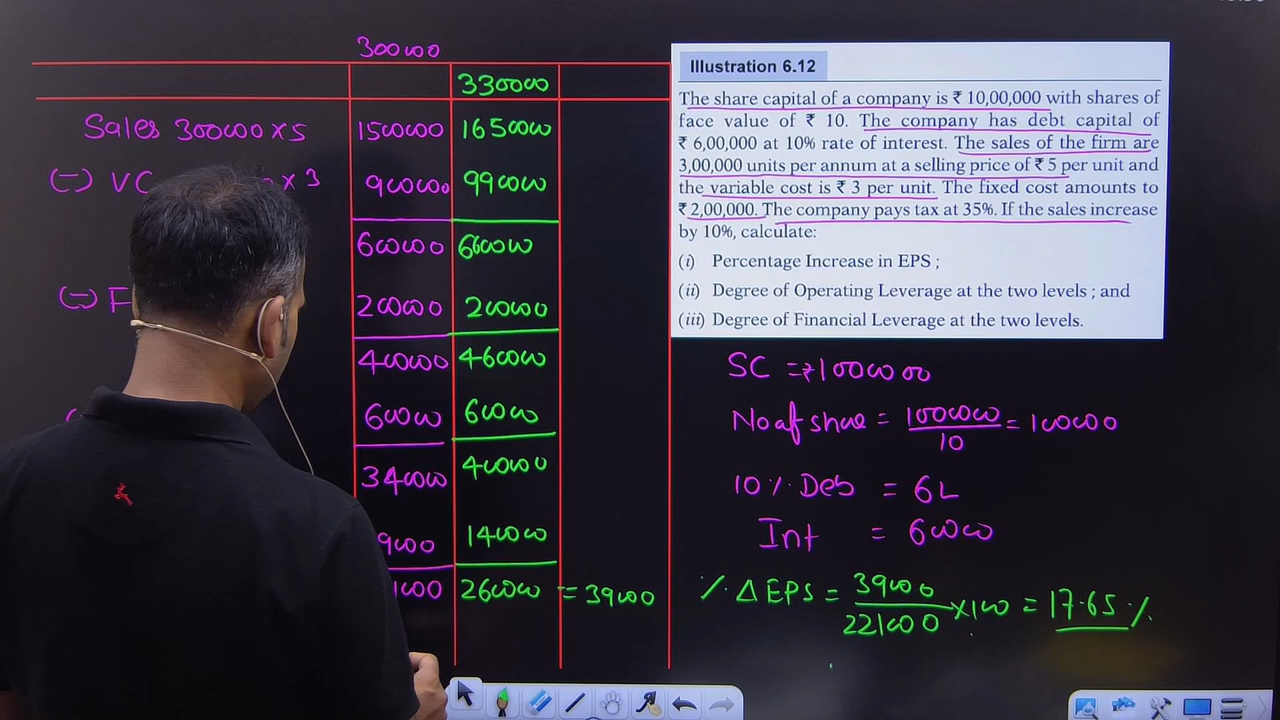 300000
330000
Sales 300000 x 5 1500000 1650000
(-) VC x 3 900000 990000
600000 660000
(-) F 200000 200000
400000 460000
60000 60000
340000 400000
9000 140000
1000 260000 = 39000
Illustration 6.12
The share capital of a company is ₹ 10,00,000 with shares of
face value of ₹ 10. The company has debt capital of
₹ 6,00,000 at 10% rate of interest. The sales of the firm are
3,00,000 units per annum at a selling price of ₹ 5 per unit and
the variable cost is ₹ 3 per unit. The fixed cost amounts to
₹ 2,00,000. The company pays tax at 35%. If the sales increase
by 10%, calculate:
(i) Percentage Increase in EPS ;
(ii) Degree of Operating Leverage at the two levels ; and
(iii) Degree of Financial Leverage at the two levels.
SC = ₹1000000
No of share = 1000000 = 100000
10
10 % Deb = 6L
Int = 60000
% Δ EPS = 39000 x 100 = 17.65 %
221000